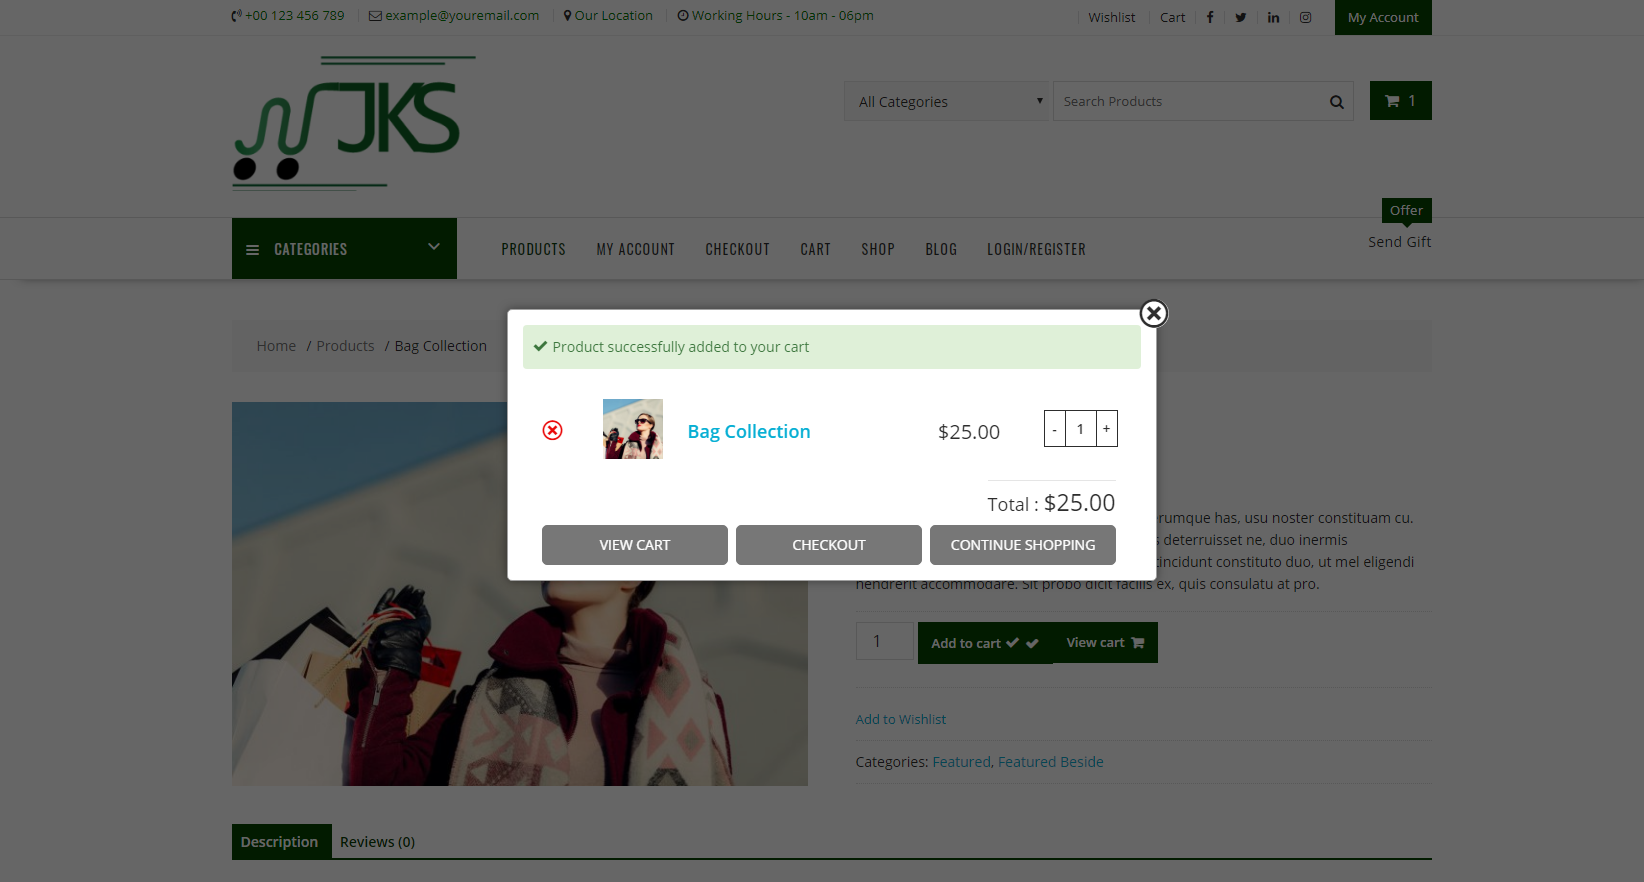 +00 123 456 789
example@youremail.com
Our Location
Working Hours - 10am - 06pm
Wishlist
Cart
My Account
JKS
All Categories
Search Products
1
Offer
Send Gift
CATEGORIES
PRODUCTS
MY ACCOUNT
CHECKOUT
CART
SHOP
BLOG
LOGIN/REGISTER
Home / Products / Bag Collection
Product successfully added to your cart
Bag Collection
$25.00
- 1 +
Total : $25.00
VIEW CART
CHECKOUT
CONTINUE SHOPPING
rumque has, usu noster constituam cu.
deterruisset ne, duo inermis
tincidunt constituto duo, ut mel eligendi
hendrerit accommodare. Sit probo dicit facilis ex, quis consulatu at pro.
1
Add to cart
View cart
Add to Wishlist
Categories: Featured, Featured Beside
Description
Reviews (0)